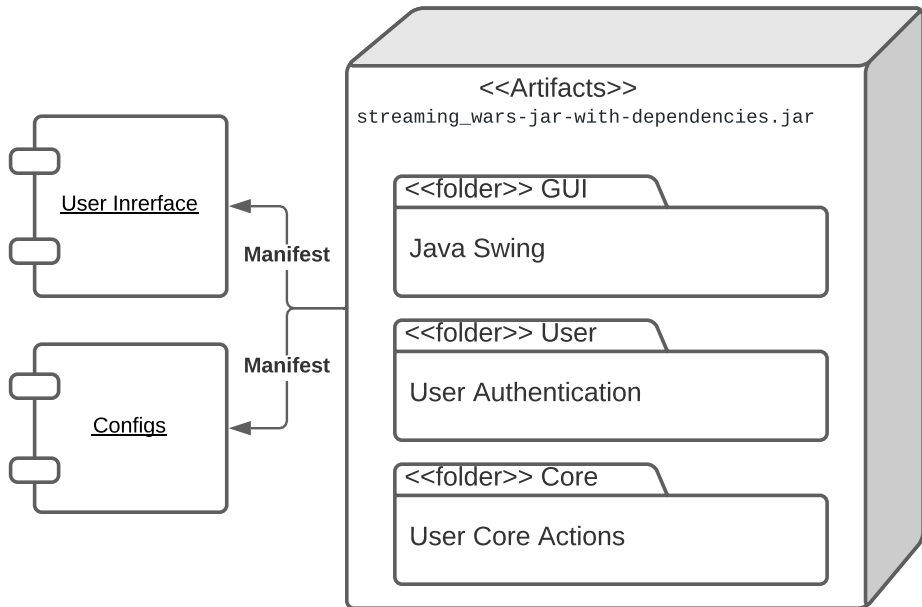 <<Artifacts>>
streaming_wars-jar-with-dependencies.jar
User Inrerface
Manifest
Manifest
Configs
<<folder>> GUI
Java Swing
<<folder>> User
User Authentication
<<folder>> Core
User Core Actions